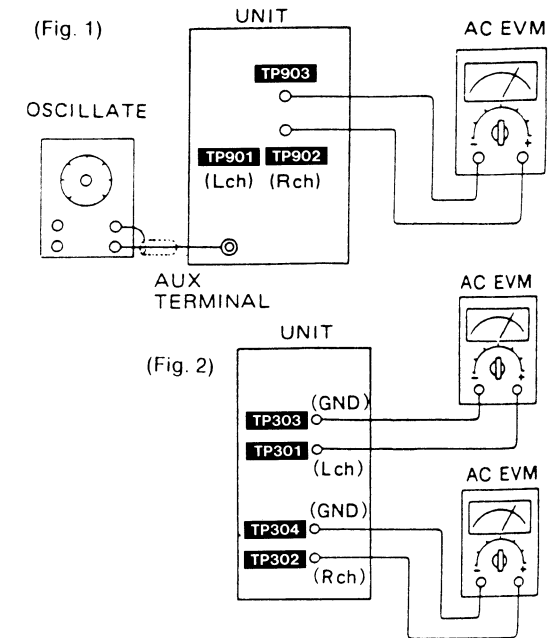 (Fig. 1)
UNIT
AC EVM
TP903
OSCILLATE
TP901 TP902
(Lch) (Rch)
- +
AUX
TERMINAL
AC EVM
UNIT
(Fig. 2)
- +
(GND)
TP303
TP301
(Lch)
AC EVM
(GND)
TP304
TP302
(Rch)
- +